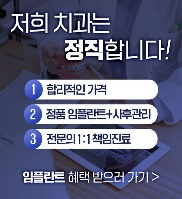 저희 치과는
정직합니다!
1 합리적인 가격
2 정품 임플란트+사후관리
3 전문의 1:1 책임진료
임플란트 혜택 받으러 가기 >